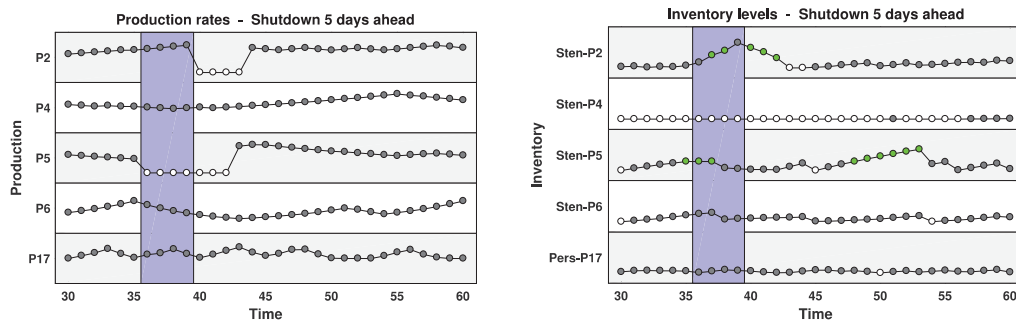 Production rates - Shutdown 5 days ahead
Production
P2
P4
P5
P6
P17
30 35 40 45 50 55 60
Time
Inventory levels - Shutdown 5 days ahead
Inventory
Sten-P2
Sten-P4
Sten-P5
Sten-P6
Pers-P17
30 35 40 45 50 55 60
Time